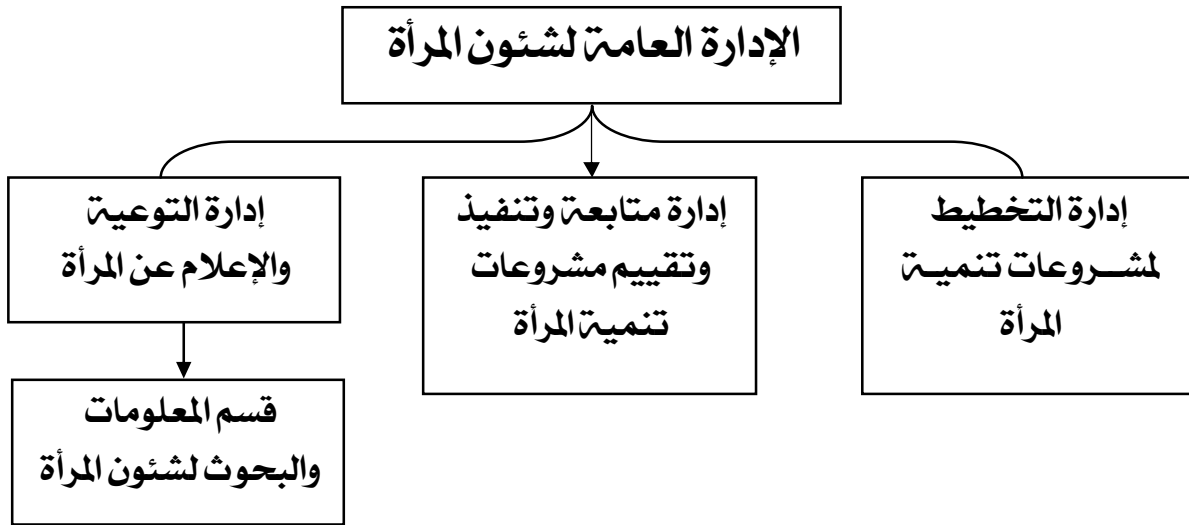 الإدارة العامة لشئون المرأة
إدارة التخطيط
لمشروعات تنمية
المرأة
إدارة متابعة وتنفيذ
وتقييم مشروعات
تنمية المرأة
إدارة التوعية
والإعلام عن المرأة
قسم المعلومات
والبحوث لشئون المرأة